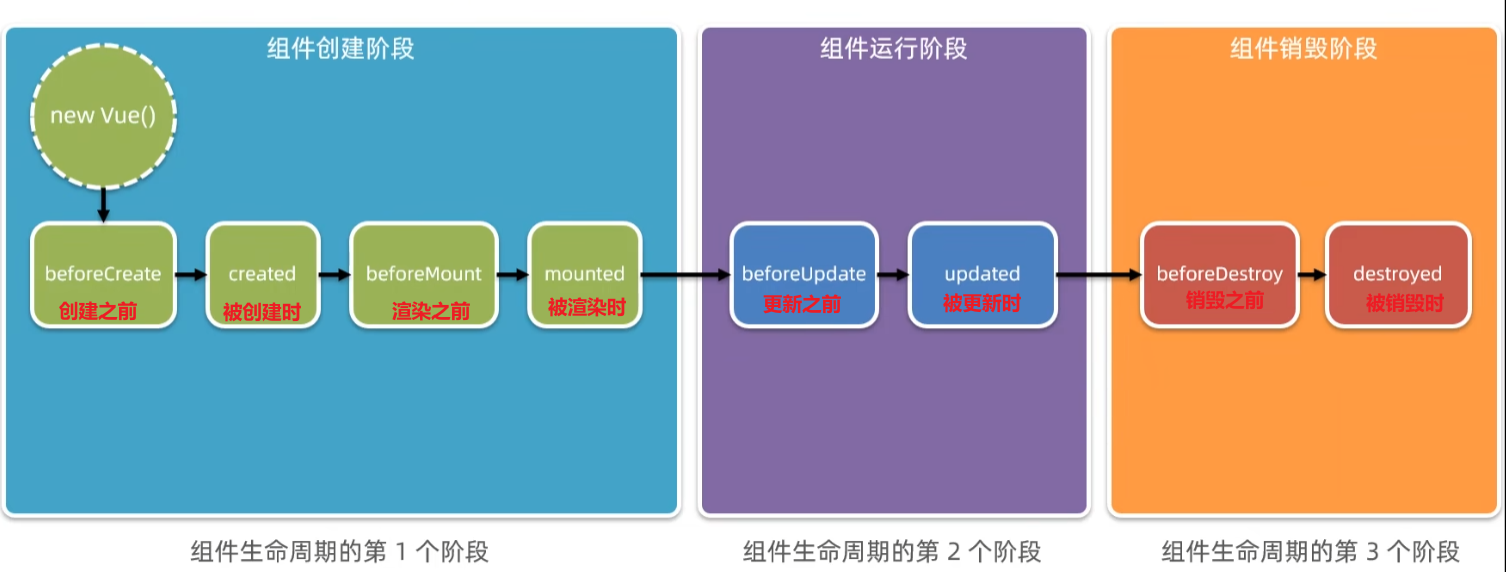 组件创建阶段
组件运行阶段
组件销毁阶段
new Vue()
beforeCreate
创建之前
created
被创建时
beforeMount
渲染之前
mounted
被渲染时
beforeUpdate
更新之前
updated
被更新时
beforeDestroy
销毁之前
destroyed
被销毁时
组件生命周期的第 1 个阶段
组件生命周期的第 2 个阶段
组件生命周期的第 3 个阶段